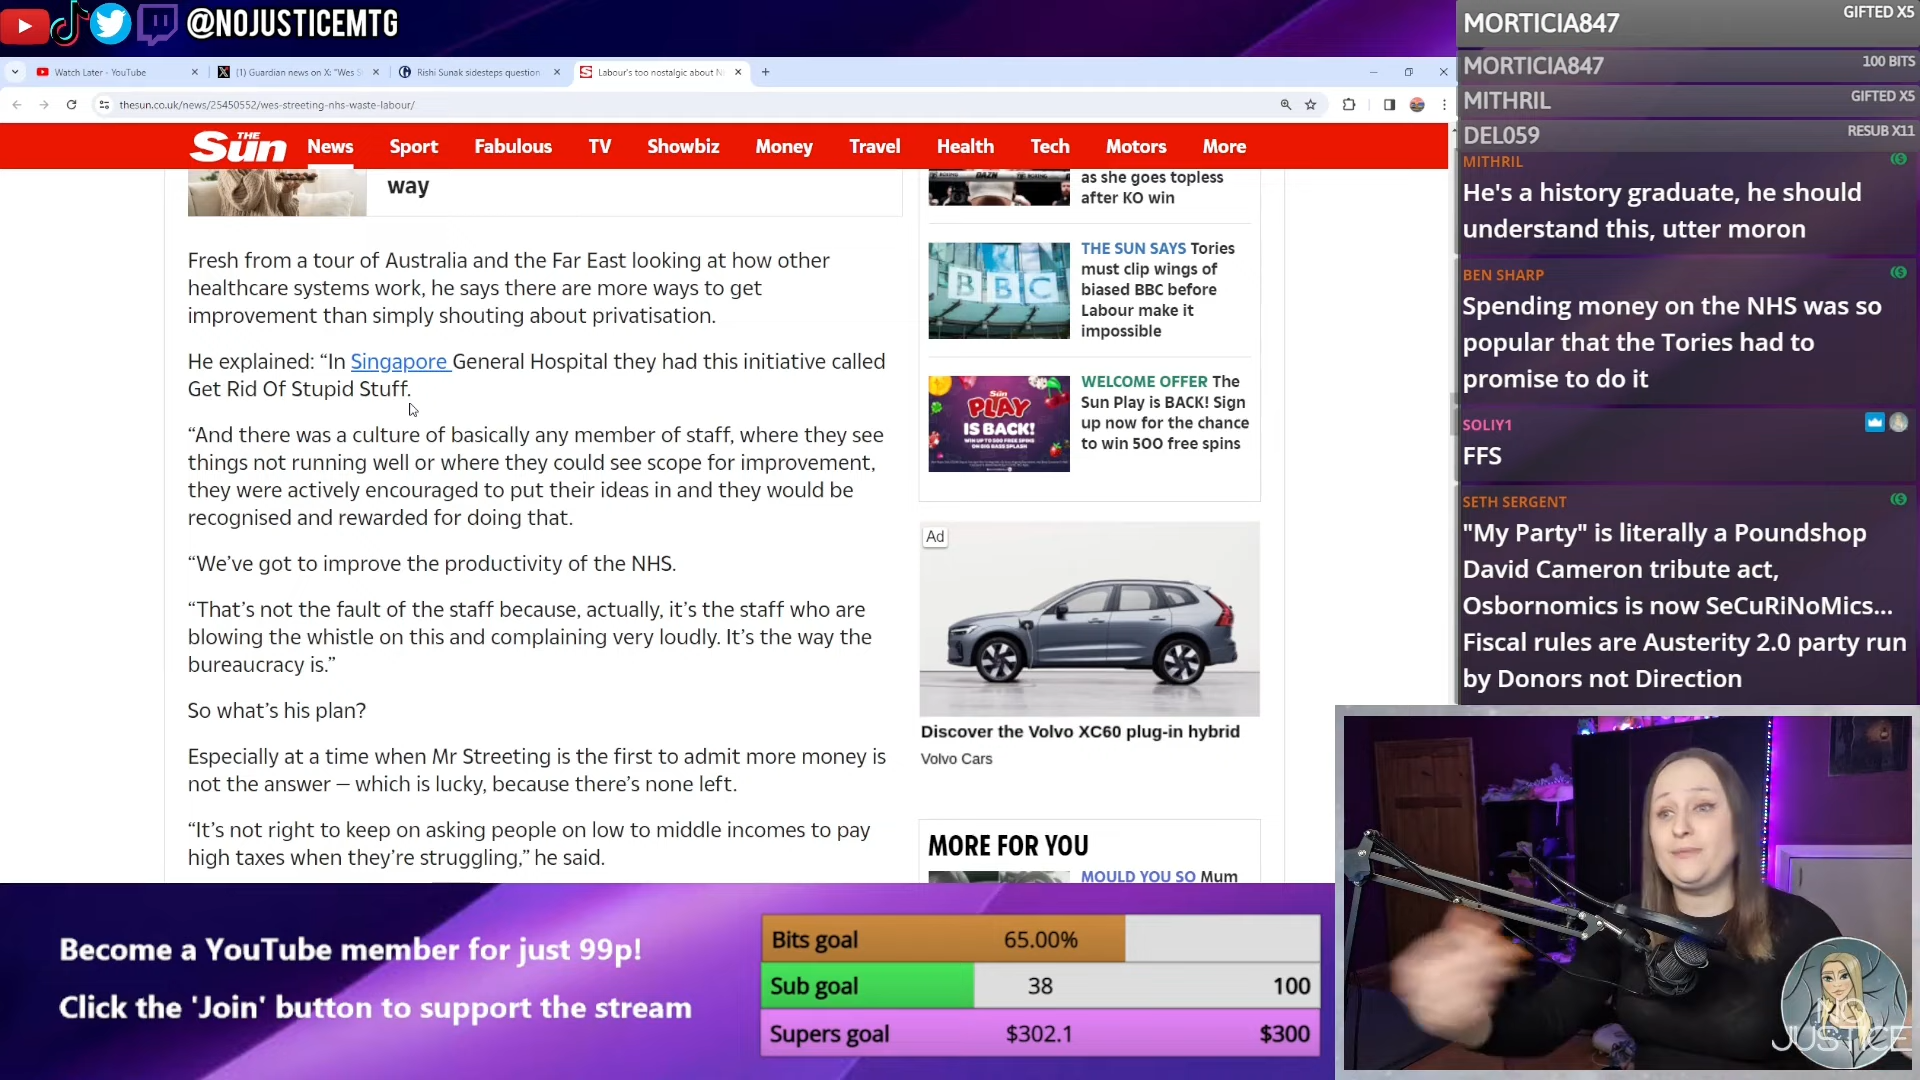 @NOJUSTICEMTG
Watch Later - YouTube
(1) Guardian news on X: "Wes S
Rishi Sunak sidesteps question
Labour's too nostalgic about N
thesun.co.uk/news/25450552/wes-streeting-nhs-waste-labour/
THE Sun
News
Sport
Fabulous
TV
Showbiz
Money
Travel
Health
Tech
Motors
More
way
Fresh from a tour of Australia and the Far East looking at how other
healthcare systems work, he says there are more ways to get
improvement than simply shouting about privatisation.
He explained: “In Singapore General Hospital they had this initiative called
Get Rid Of Stupid Stuff.
“And there was a culture of basically any member of staff, where they see
things not running well or where they could see scope for improvement,
they were actively encouraged to put their ideas in and they would be
recognised and rewarded for doing that.
“We’ve got to improve the productivity of the NHS.
“That’s not the fault of the staff because, actually, it’s the staff who are
blowing the whistle on this and complaining very loudly. It’s the way the
bureaucracy is.”
So what’s his plan?
Especially at a time when Mr Streeting is the first to admit more money is
not the answer — which is lucky, because there’s none left.
“It’s not right to keep on asking people on low to middle incomes to pay
high taxes when they’re struggling,” he said.
as she goes topless
after KO win
BBC
THE SUN SAYS Tories
must clip wings of
biased BBC before
Labour make it
impossible
Sun
PLAY
IS BACK!
WELCOME OFFER The
Sun Play is BACK! Sign
up now for the chance
to win 500 free spins
Ad
Discover the Volvo XC60 plug-in hybrid
Volvo Cars
MORE FOR YOU
MOULD YOU SO Mum
MORTICIA847 GIFTED X5
MORTICIA847 100 BITS
MITHRIL GIFTED X5
DEL059 RESUB X11
MITHRIL
He's a history graduate, he should
understand this, utter moron
BEN SHARP
Spending money on the NHS was so
popular that the Tories had to
promise to do it
SOLIY1
FFS
SETH SERGENT
"My Party" is literally a Poundshop
David Cameron tribute act,
Osbornomics is now SeCuRiNoMics...
Fiscal rules are Austerity 2.0 party run
by Donors not Direction
Become a YouTube member for just 99p!
Click the 'Join' button to support the stream
Bits goal 65.00%
Sub goal 38 100
Supers goal $302.1 $300
NO
JUSTICE